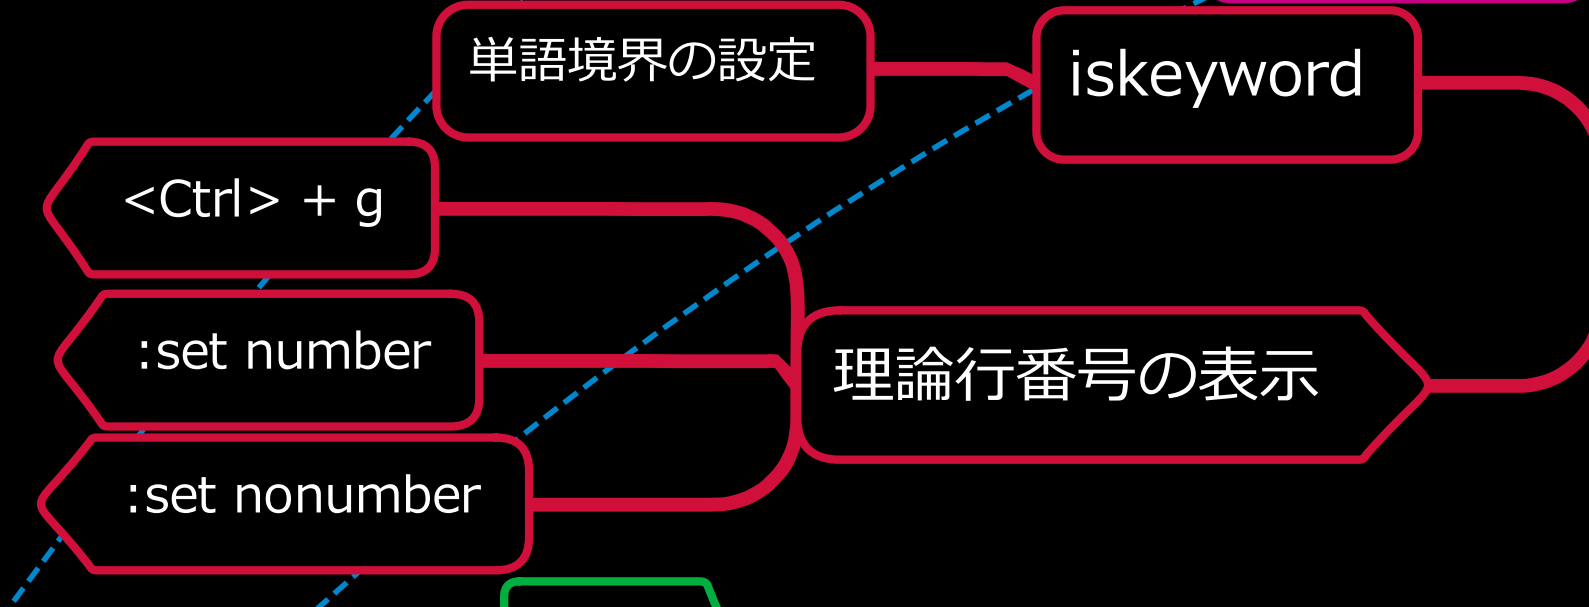 単語境界の設定
iskeyword
<Ctrl> + g
:set number
理論行番号の表示
:set nonumber